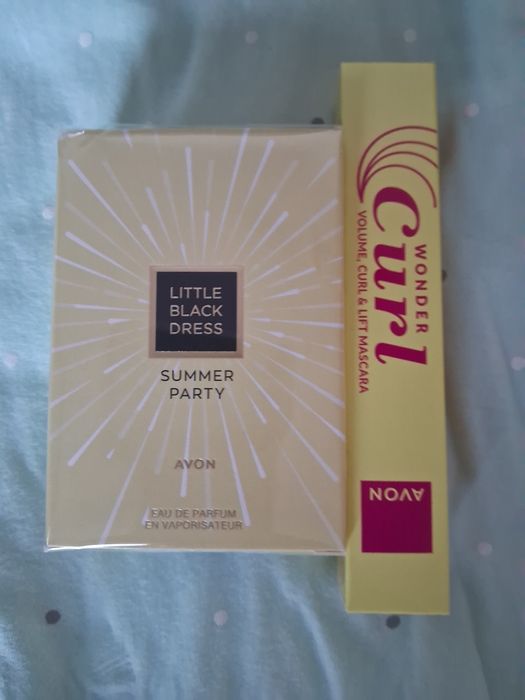 LITTLE
BLACK
DRESS
SUMMER
PARTY
AVON
EAU DE PARFUM
EN VAPORISATEUR
WONDER
Curl
VOLUME, CURL & LIFT MASCARA
AVON